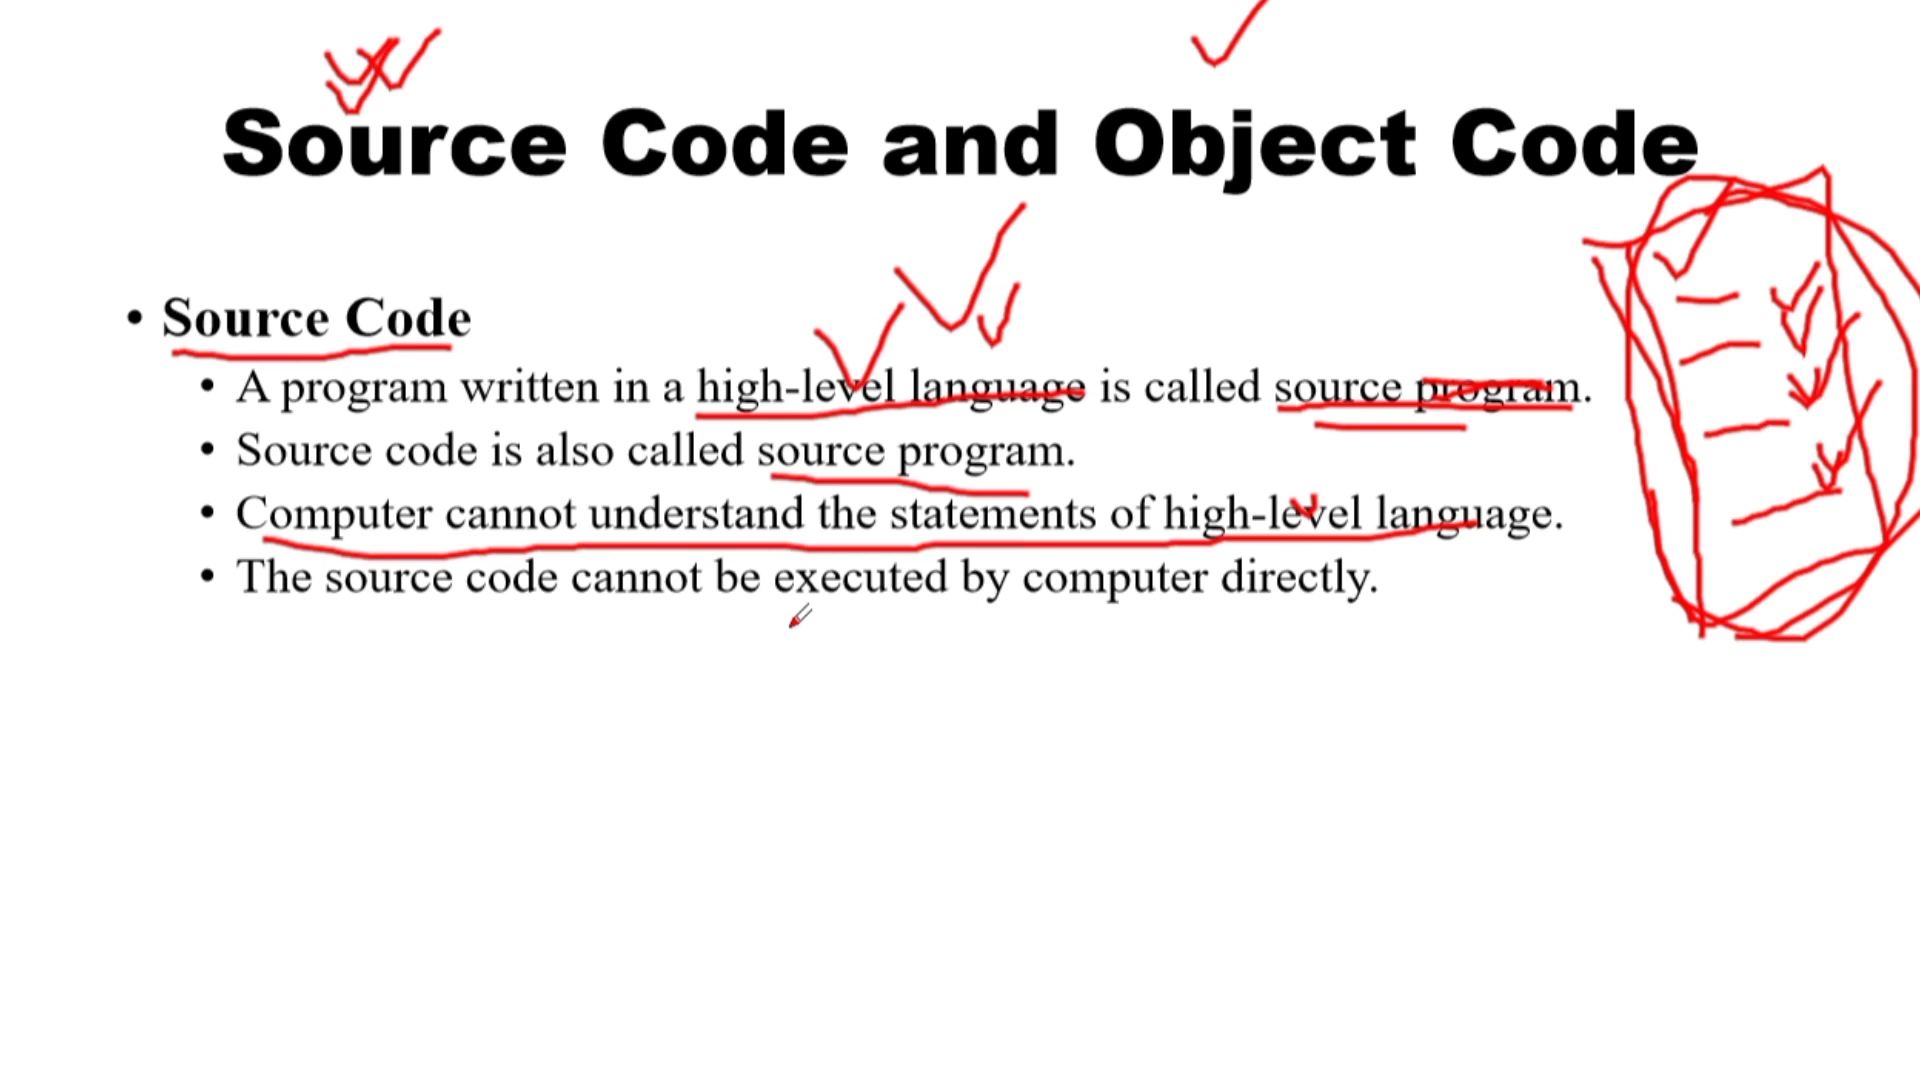 Source Code and Object Code
• Source Code
• A program written in a high-level language is called source program.
• Source code is also called source program.
• Computer cannot understand the statements of high-level language.
• The source code cannot be executed by computer directly.